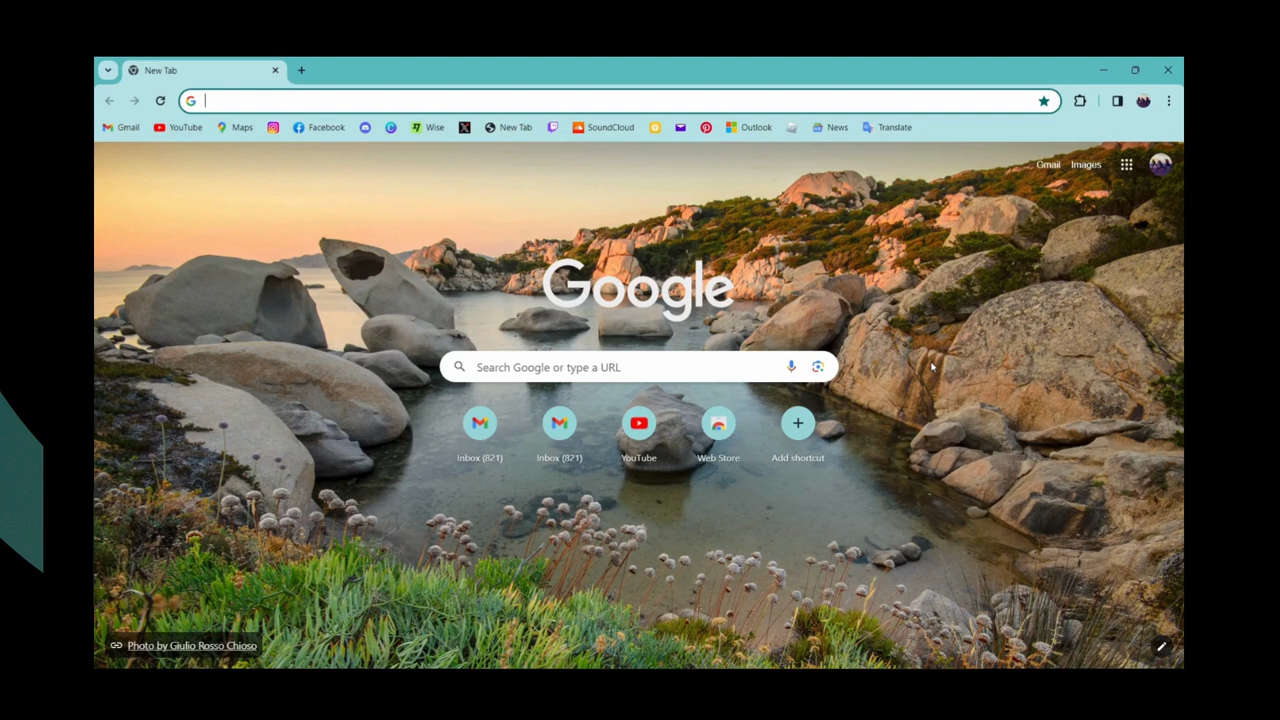 New Tab
Gmail YouTube Maps Facebook Wise New Tab SoundCloud Outlook News Translate
Gmail Images
Google
Search Google or type a URL
Inbox (821) Inbox (821) YouTube Web Store Add shortcut
Photo by Giulio Rosso Chioso